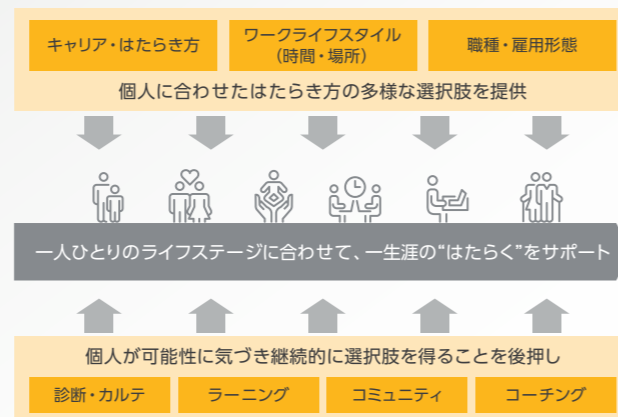 キャリア・はたらき方
ワークライフスタイル
（時間・場所）
職種・雇用形態
個人に合わせたはたらき方の多様な選択肢を提供
一人ひとりのライフステージに合わせて、一生涯の“はたらく”をサポート
個人が可能性に気づき継続的に選択肢を得ることを後押し
診断・カルテ
ラーニング
コミュニティ
コーチング